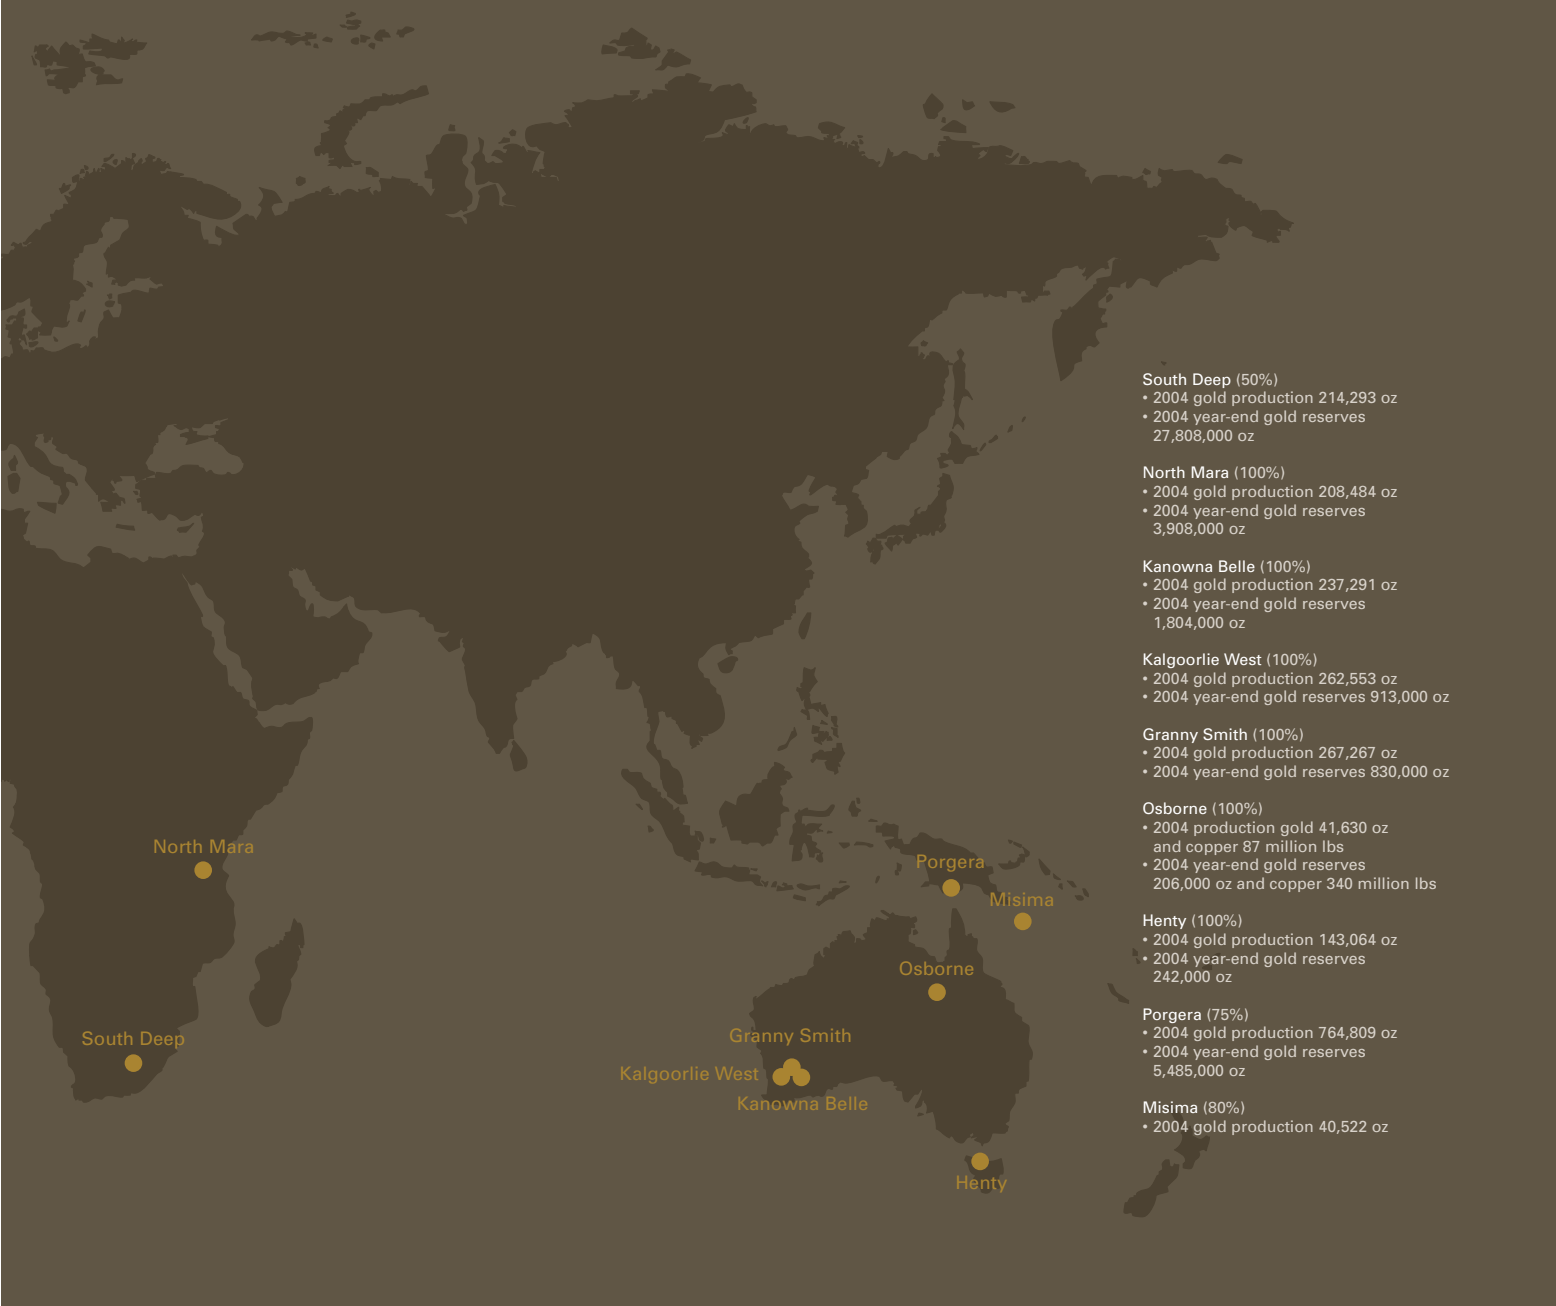 North Mara
South Deep
Porgera
Misima
Osborne
Granny Smith
Kalgoorlie West
Kanowna Belle
Henty
South Deep (50%)
• 2004 gold production 214,293 oz
• 2004 year-end gold reserves
27,808,000 oz
North Mara (100%)
• 2004 gold production 208,484 oz
• 2004 year-end gold reserves
3,908,000 oz
Kanowna Belle (100%)
• 2004 gold production 237,291 oz
• 2004 year-end gold reserves
1,804,000 oz
Kalgoorlie West (100%)
• 2004 gold production 262,553 oz
• 2004 year-end gold reserves 913,000 oz
Granny Smith (100%)
• 2004 gold production 267,267 oz
• 2004 year-end gold reserves 830,000 oz
Osborne (100%)
• 2004 production gold 41,630 oz
and copper 87 million lbs
• 2004 year-end gold reserves
206,000 oz and copper 340 million lbs
Henty (100%)
• 2004 gold production 143,064 oz
• 2004 year-end gold reserves
242,000 oz
Porgera (75%)
• 2004 gold production 764,809 oz
• 2004 year-end gold reserves
5,485,000 oz
Misima (80%)
• 2004 gold production 40,522 oz